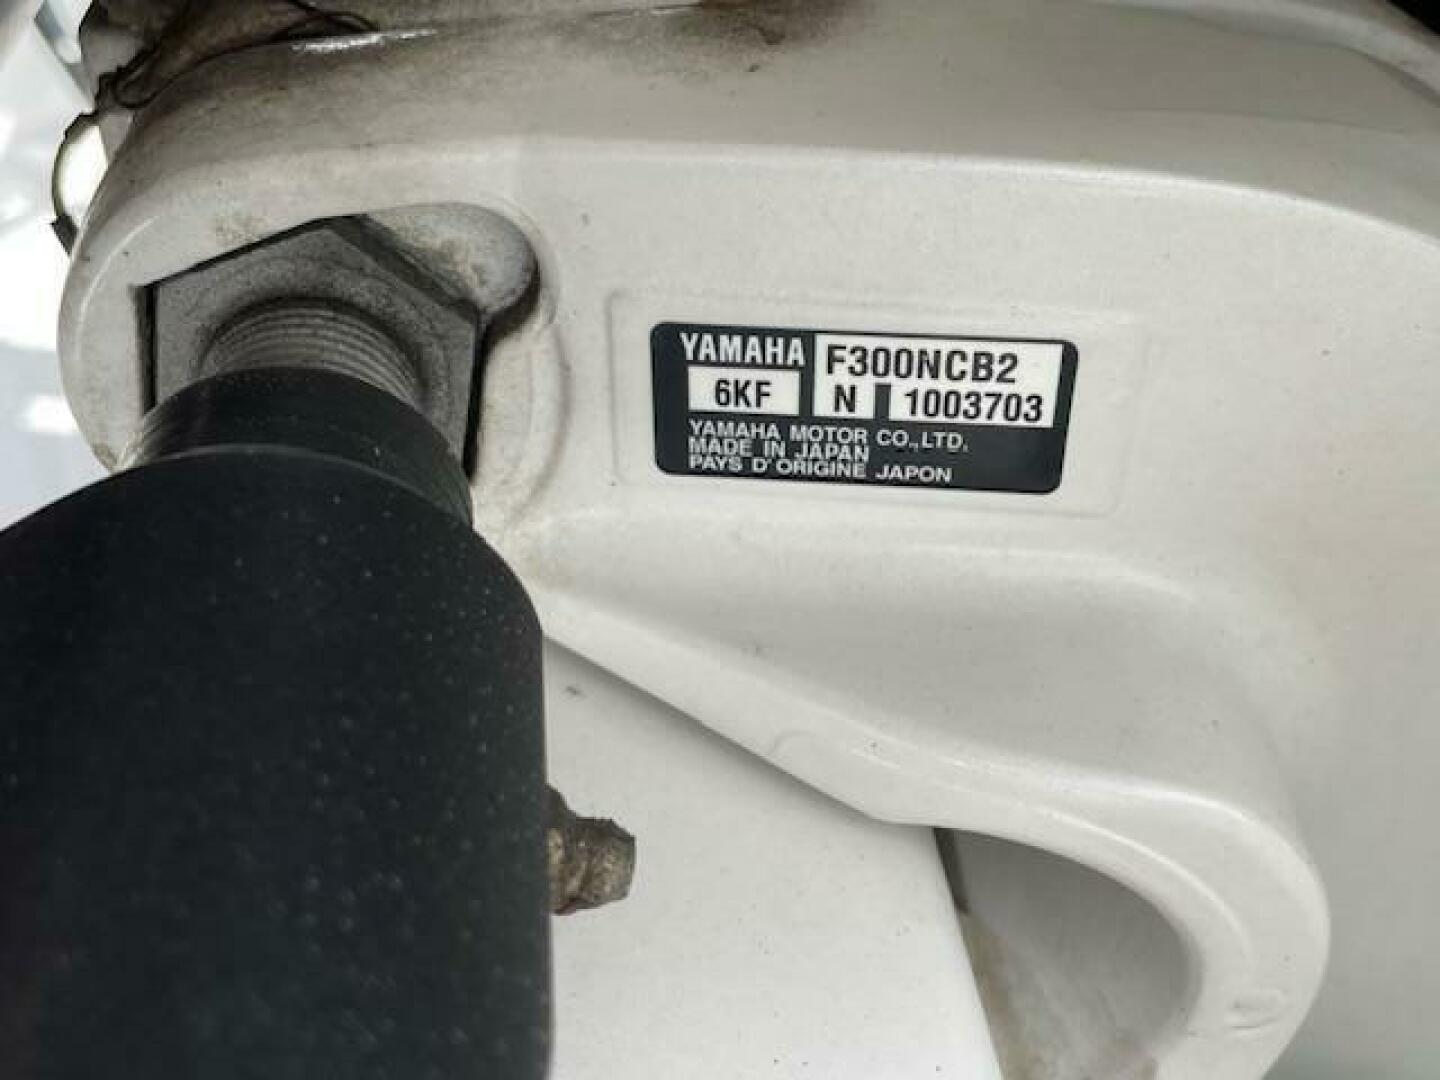 YAMAHA F300NCB2
6KF N 1003703
YAMAHA MOTOR CO.,LTD.
MADE IN JAPAN
PAYS D'ORIGINE JAPON